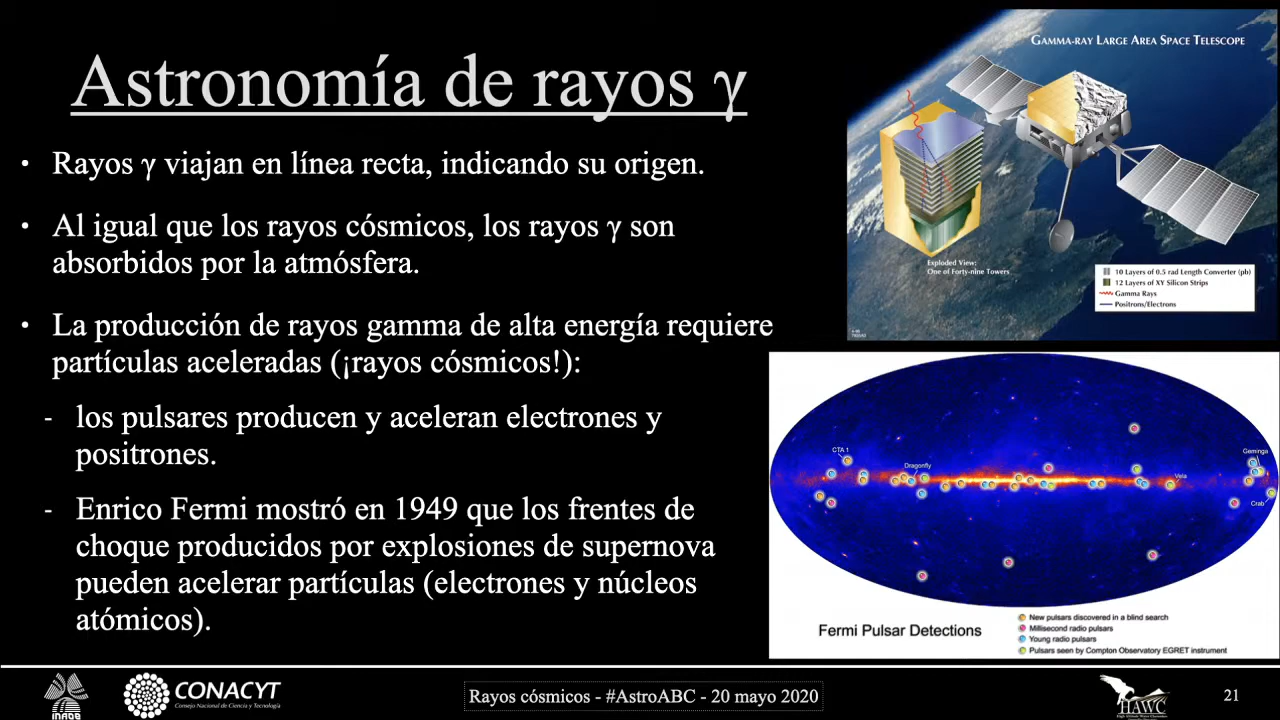 Astronomía de rayos γ
• Rayos γ viajan en línea recta, indicando su origen.
• Al igual que los rayos cósmicos, los rayos γ son
absorbidos por la atmósfera.
• La producción de rayos gamma de alta energía requiere
partículas aceleradas (¡rayos cósmicos!):
- los pulsares producen y aceleran electrones y
positrones.
- Enrico Fermi mostró en 1949 que los frentes de
choque producidos por explosiones de supernova
pueden acelerar partículas (electrones y núcleos
atómicos).
GAMMA-RAY LARGE AREA SPACE TELESCOPE
Exploded View:
One of Forty-nine Towers
10 Layers of 0.5 rad Length Converter (pb)
12 Layers of XY Silicon Strips
Gamma Rays
Positrons/Electrons
CTA 1
Dragonfly
Vela
Geminga
Crab
Fermi Pulsar Detections
New pulsars discovered in a blind search
Millisecond radio pulsars
Young radio pulsars
Pulsars seen by Compton Observatory EGRET instrument
INAOE
CONACYT
Consejo Nacional de Ciencia y Tecnología
Rayos cósmicos - #AstroABC - 20 mayo 2020
HAWC
21